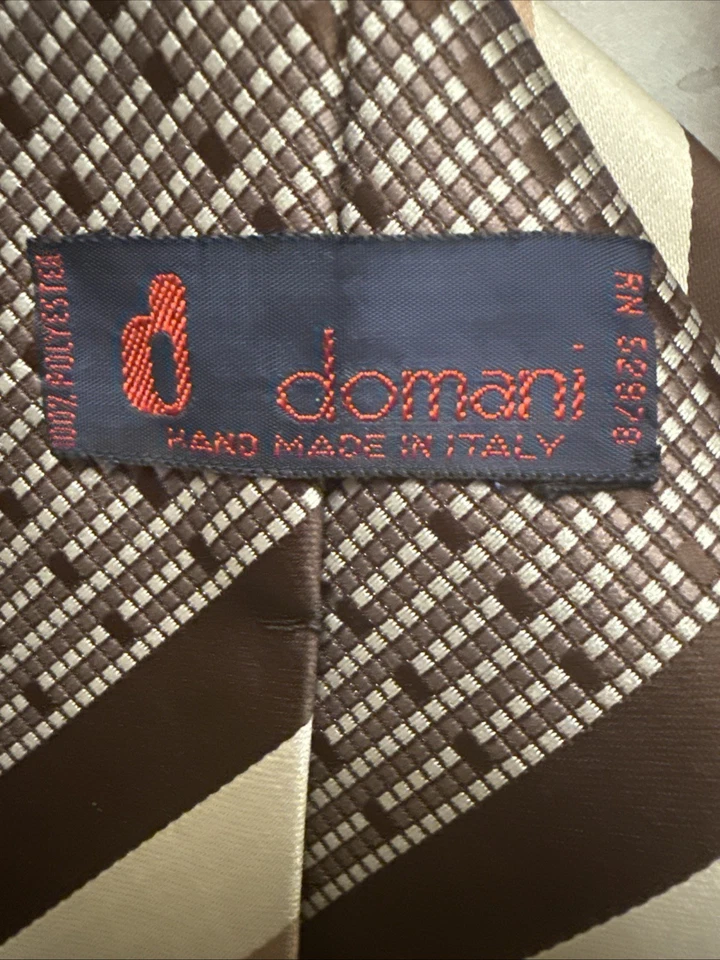 100% POLYESTER
d
domani
HAND MADE IN ITALY
RN 52978